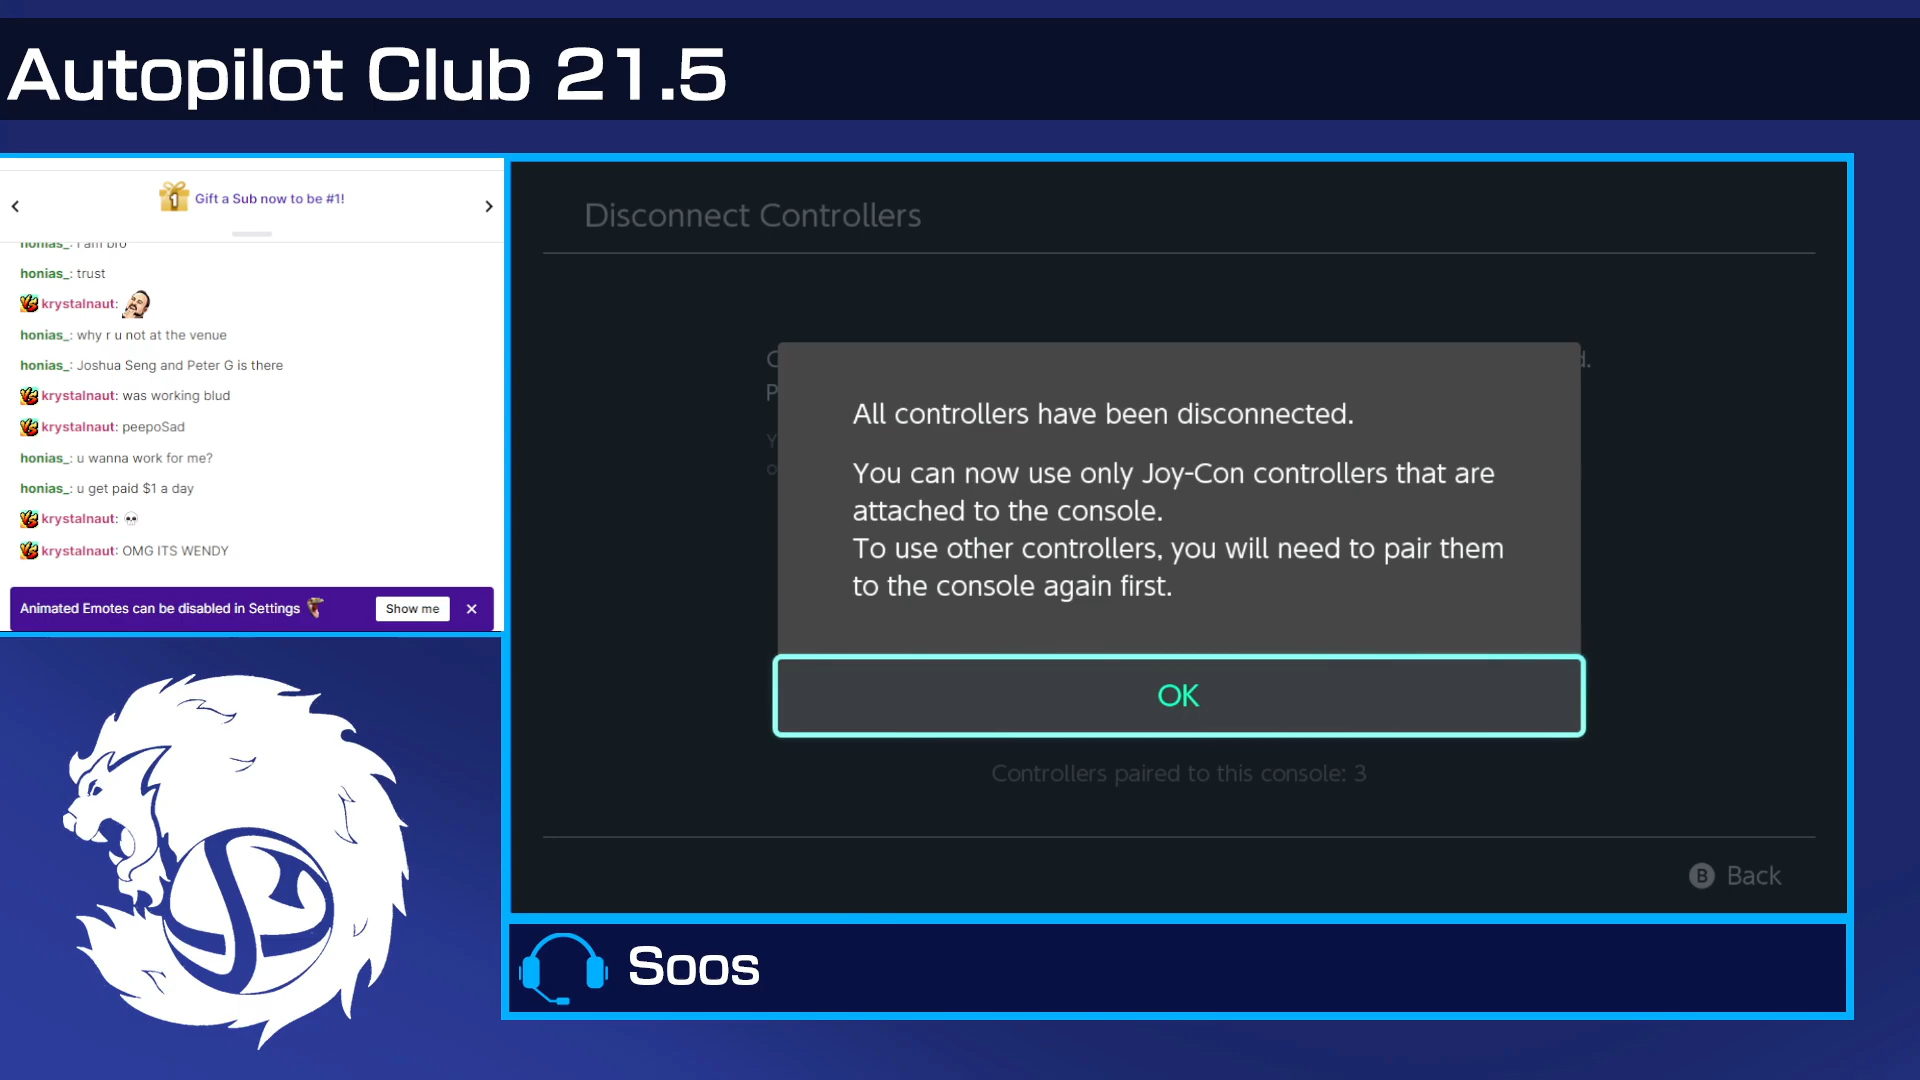 Autopilot Club 21.5
1
Gift a Sub now to be #1!
honias_: I am bro
honias_: trust
krystalnaut:
honias_: why r u not at the venue
honias_: Joshua Seng and Peter G is there
krystalnaut: was working blud
krystalnaut: peepoSad
honias_: u wanna work for me?
honias_: u get paid $1 a day
krystalnaut:
krystalnaut: OMG ITS WENDY
Animated Emotes can be disabled in Settings
Show me
Disconnect Controllers
All controllers have been disconnected.
You can now use only Joy-Con controllers that are
attached to the console.
To use other controllers, you will need to pair them
to the console again first.
OK
Controllers paired to this console: 3
B Back
Soos